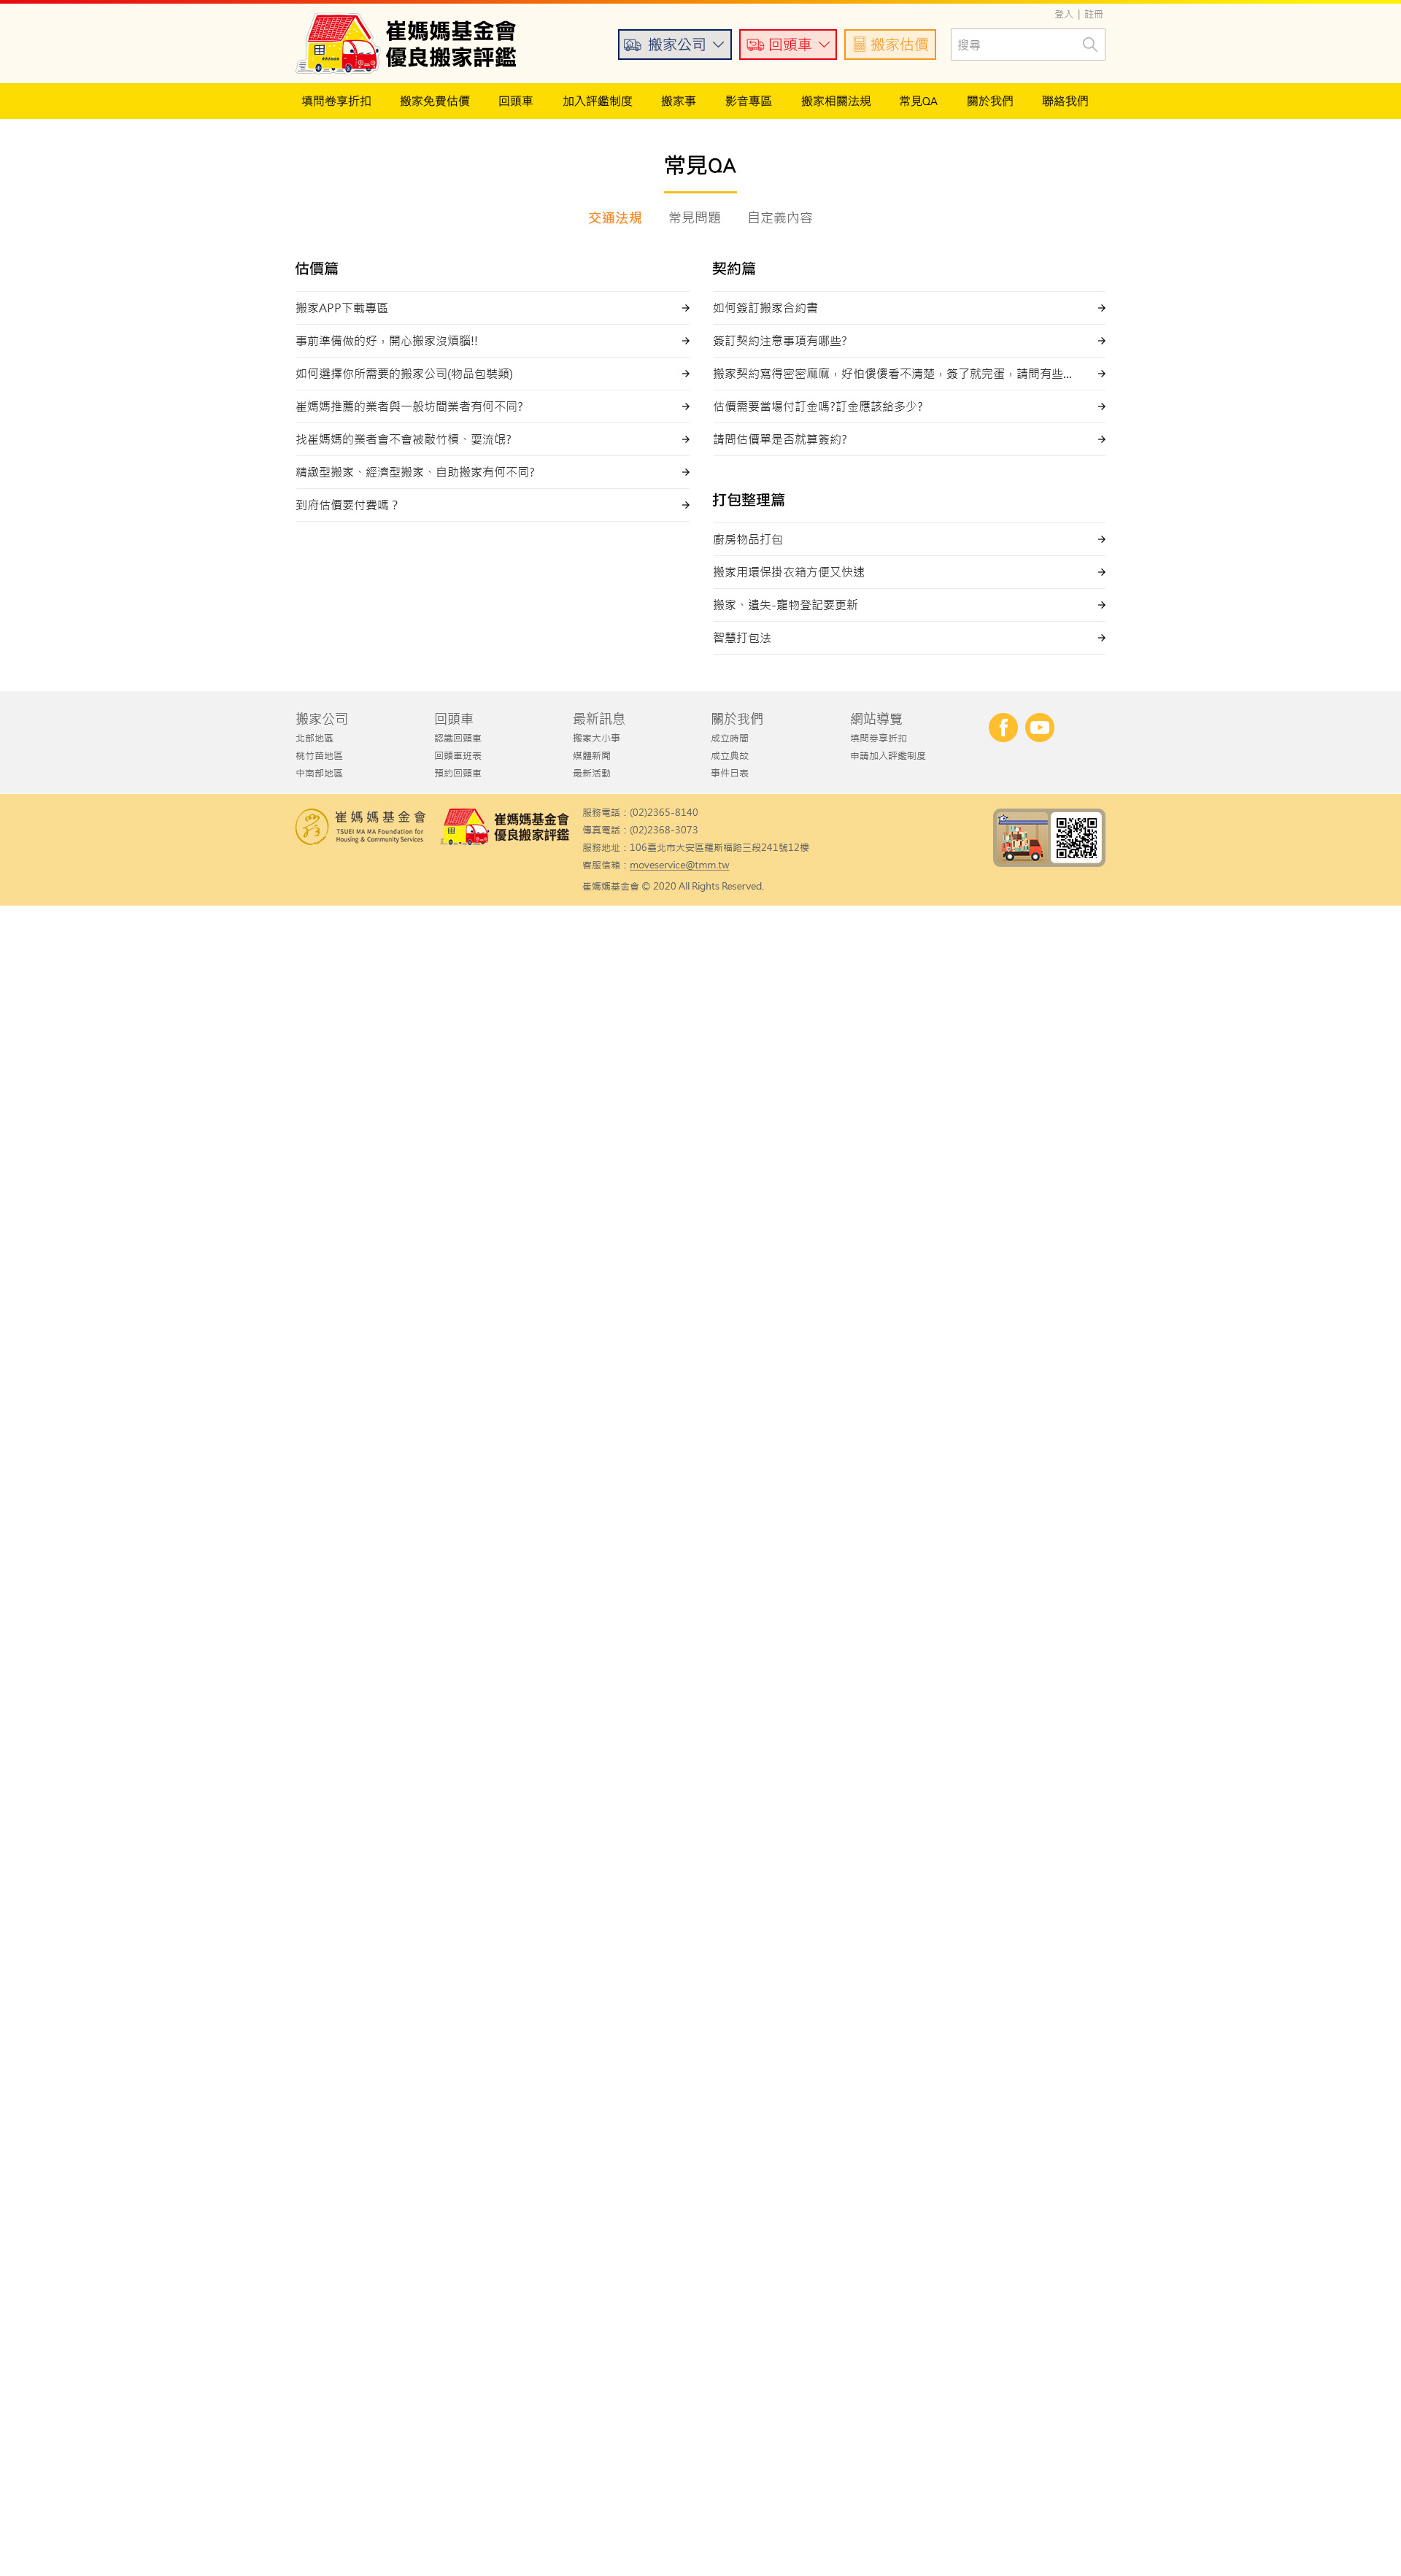 登入 | 註冊
崔媽媽基金會
優良搬家評鑑
搬家公司 回頭車 搬家估價 搜尋
填問卷享折扣 搬家免費估價 回頭車 加入評鑑制度 搬家事 影音專區 搬家相關法規 常見QA 關於我們 聯絡我們
常見QA
交通法規 常見問題 自定義內容
估價篇
搬家APP下載專區
事前準備做的好，開心搬家沒煩腦!!
如何選擇你所需要的搬家公司(物品包裝類)
崔媽媽推薦的業者與一般坊間業者有何不同?
找崔媽媽的業者會不會被敲竹槓、耍流氓?
精緻型搬家、經濟型搬家、自助搬家有何不同?
到府估價要付費嗎？
契約篇
如何簽訂搬家合約書
簽訂契約注意事項有哪些?
搬家契約寫得密密麻麻，好怕傻傻看不清楚，簽了就完蛋，請問有些...
估價需要當場付訂金嗎?訂金應該給多少?
請問估價單是否就算簽約?
打包整理篇
廚房物品打包
搬家用環保掛衣箱方便又快速
搬家、遺失-寵物登記要更新
智慧打包法
搬家公司
北部地區
桃竹苗地區
中南部地區
回頭車
認識回頭車
回頭車班表
預約回頭車
最新訊息
搬家大小事
媒體新聞
最新活動
關於我們
成立時間
成立典故
事件日表
網站導覽
填問券享折扣
申請加入評鑑制度
崔媽媽基金會
TSUEI MA MA Foundation for
Housing & Community Services
崔媽媽基金會
優良搬家評鑑
服務電話：(02)2365-8140
傳真電話：(02)2368-3073
服務地址：106臺北市大安區羅斯福路三段241號12樓
客服信箱：moveservice@tmm.tw
崔媽媽基金會 © 2020 All Rights Reserved.